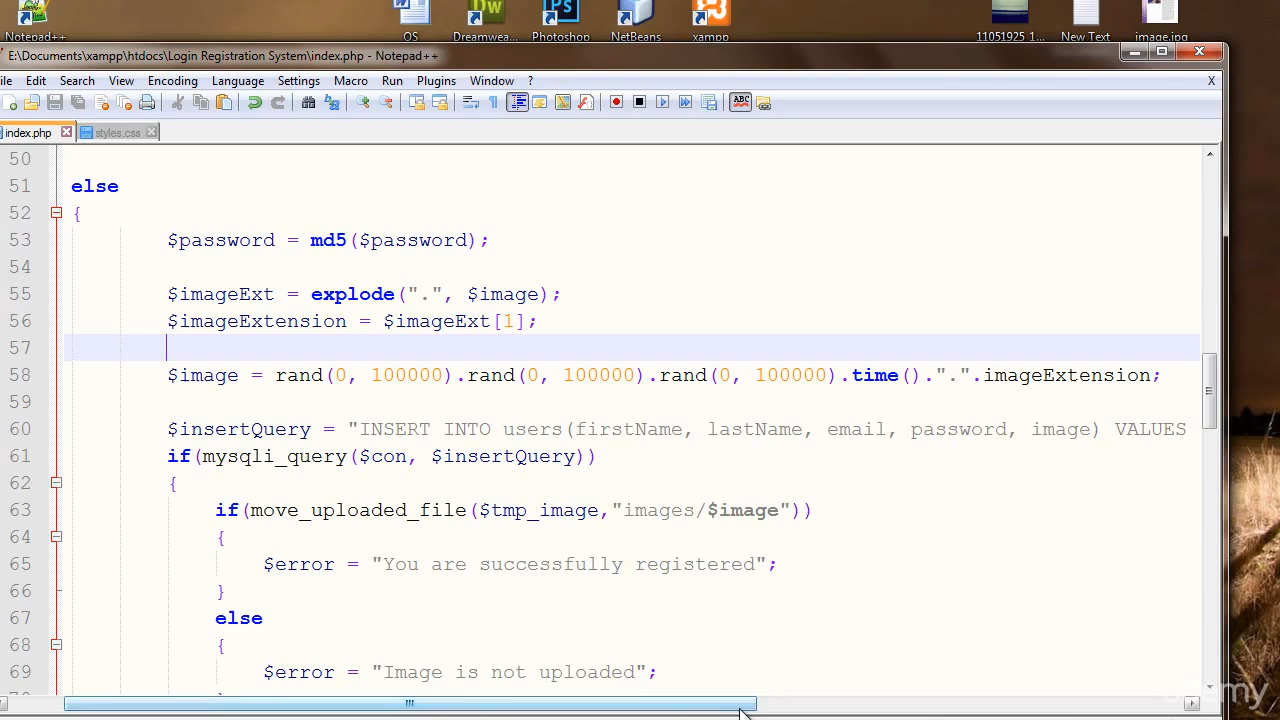 Notepad++
OS
Dreamwea...
Photoshop
NetBeans
xampp
11051925 1...
New Text
image.jpg
E:\Documents\xampp\htdocs\Login Registration System\index.php - Notepad++
ile Edit Search View Encoding Language Settings Macro Run Plugins Window ? X
index.php styles.css
50
51 else
52 {
53 $password = md5($password);
54
55 $imageExt = explode(".", $image);
56 $imageExtension = $imageExt[1];
57
58 $image = rand(0, 100000).rand(0, 100000).rand(0, 100000).time().".".imageExtension;
59
60 $insertQuery = "INSERT INTO users(firstName, lastName, email, password, image) VALUES
61 if(mysqli_query($con, $insertQuery))
62 {
63 if(move_uploaded_file($tmp_image,"images/$image"))
64 {
65 $error = "You are successfully registered";
66 }
67 else
68 {
69 $error = "Image is not uploaded";
udemy